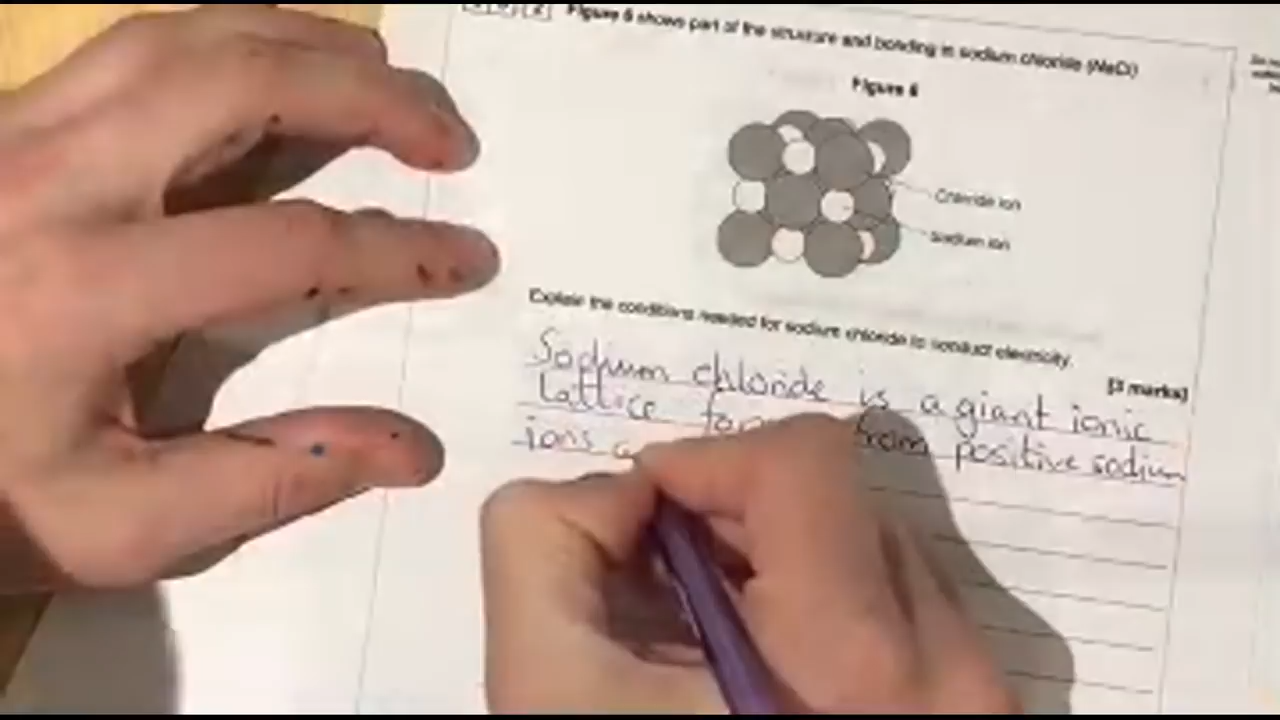 Figure 6 shows part of the structure and bonding in sodium chloride (NaCl)
Figure 6
Chloride ion
Sodium ion
Explain the conditions needed for sodium chloride to conduct electricity.
[3 marks]
Sodium chloride is a giant ionic
lattice from positive sodium
ions